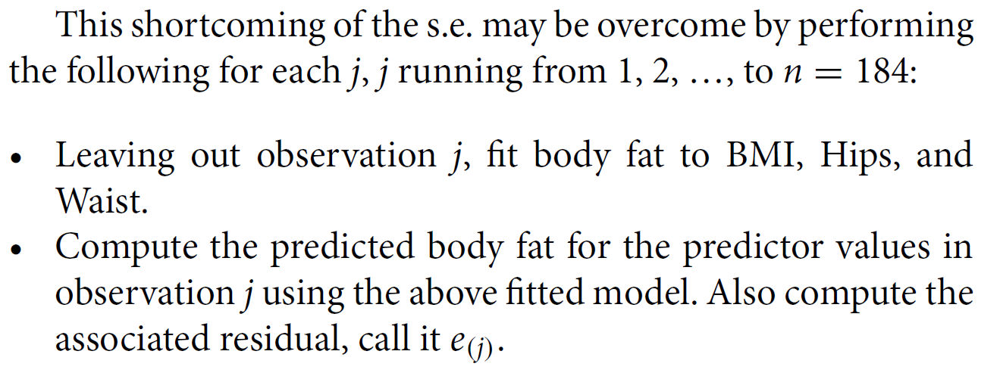 This shortcoming of the s.e. may be overcome by performing
the following for each j, j running from 1, 2, …, to n = 184:
• Leaving out observation j, fit body fat to BMI, Hips, and
Waist.
• Compute the predicted body fat for the predictor values in
observation j using the above fitted model. Also compute the
associated residual, call it e(j).